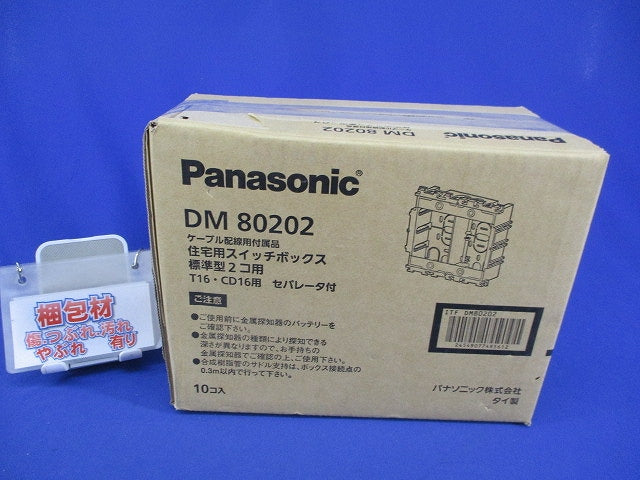 DM 80202
Panasonic
Panasonic
DM 80202
ケーブル配線用付属品
住宅用スイッチボックス
標準型2コ用
T16・CD16用 セパレータ付
ご注意
●ご使用前に金属探知器のバッテリーを
ご確認下さい。
●金属探知器の種類により探知できる
深さが異なりますので、お手持ちの
金属探知器でご確認の上、ご使用下さい。
●合成樹脂管のサドル支持は、ボックス接続点の
0.3m以内で行って下さい。
10コ入
ITF DM80202
パナソニック株式会社
タイ製
梱包材
傷・つぶれ・汚れ
やぶれ 有り